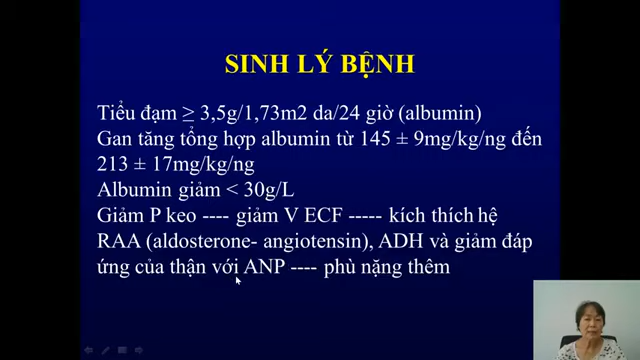 SINH LÝ BỆNH
Tiểu đạm ≥ 3,5g/1,73m2 da/24 giờ (albumin)
Gan tăng tổng hợp albumin từ 145 ± 9mg/kg/ng đến
213 ± 17mg/kg/ng
Albumin giảm < 30g/L
Giảm P keo ---- giảm V ECF ----- kích thích hệ
RAA (aldosterone- angiotensin), ADH và giảm đáp
ứng của thận với ANP ---- phù nặng thêm